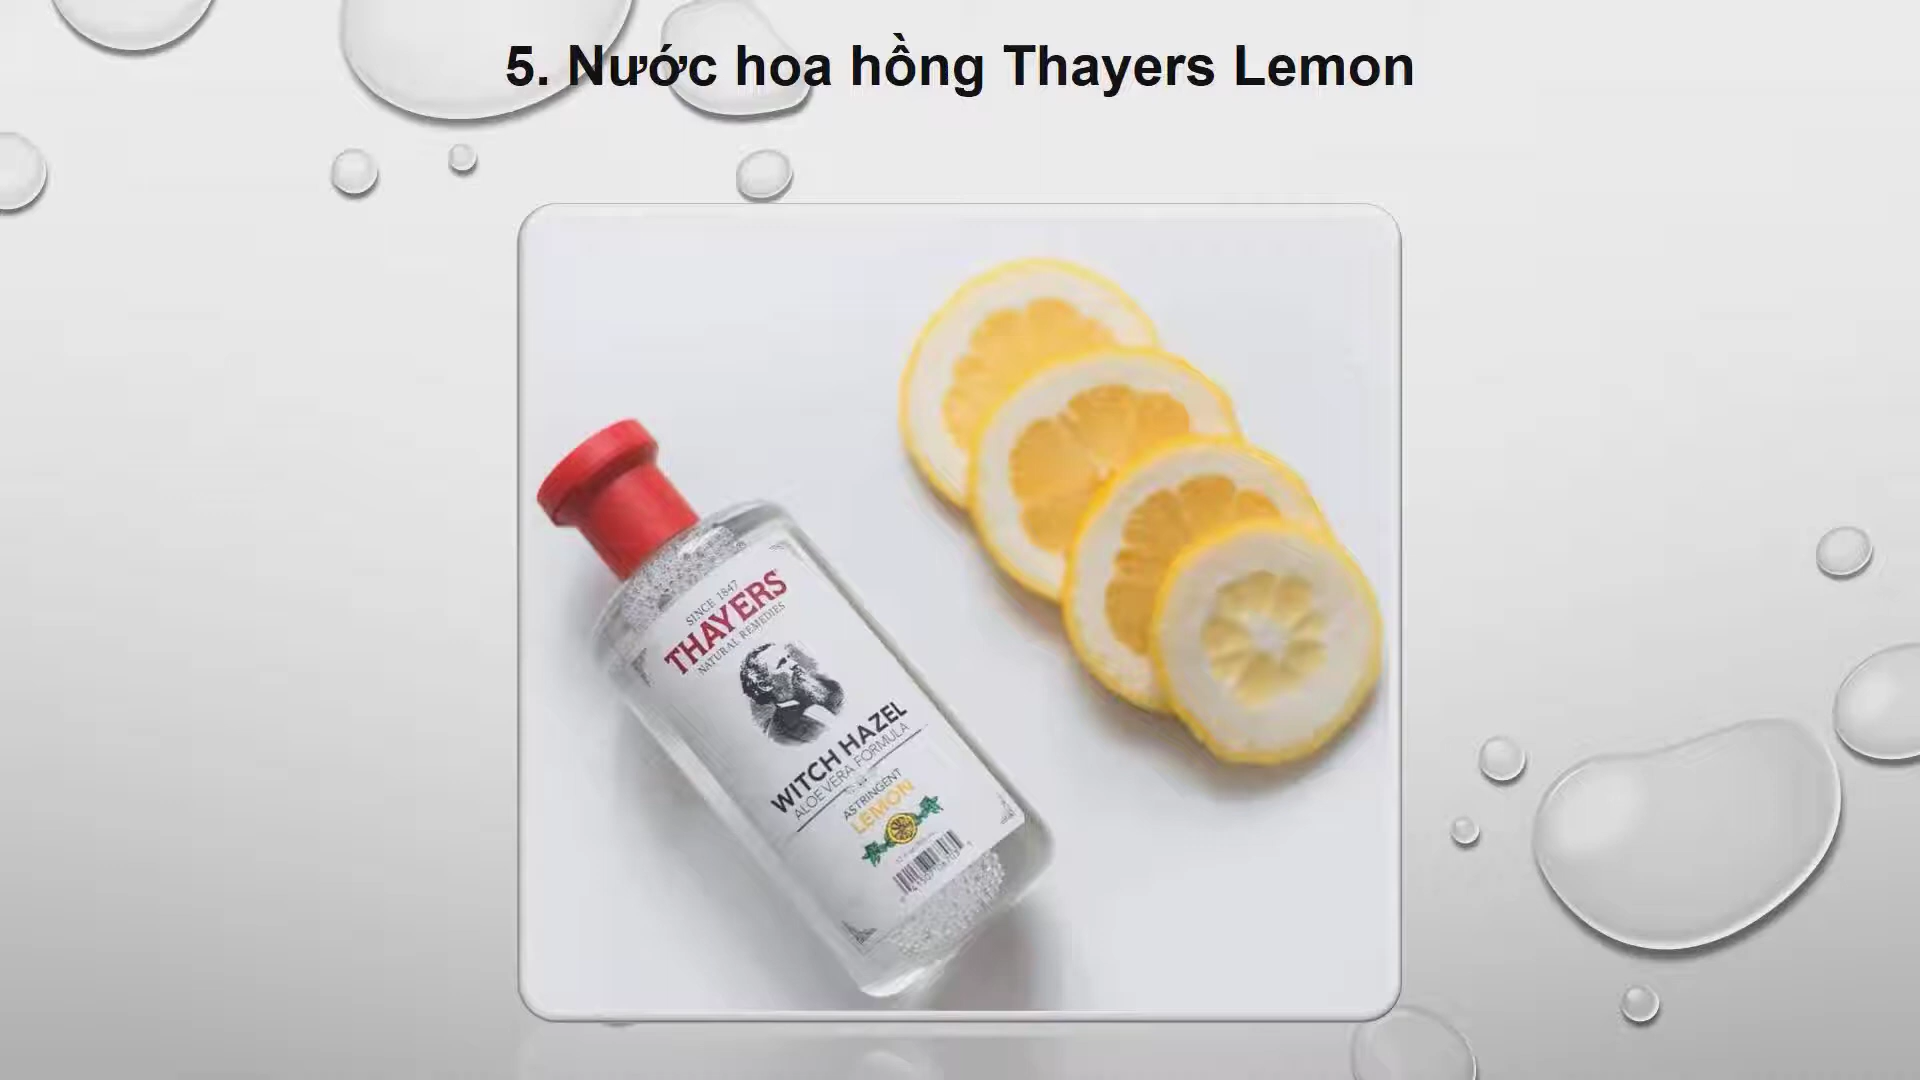 5. Nước hoa hồng Thayers Lemon
SINCE 1847
THAYERS
NATURAL REMEDIES
WITCH HAZEL
ALOE VERA FORMULA
ASTRINGENT
LEMON